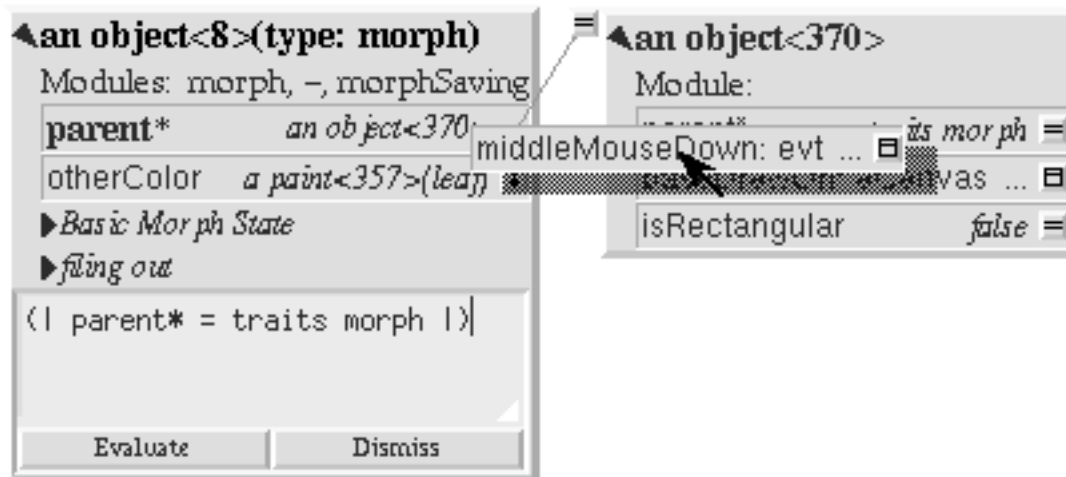 an object<8>(type: morph)
Modules: morph, –, morphSaving
parent* an object<370>
otherColor a paint<357>(leaf)
Basic Morph State
filing out
(| parent* = traits morph |)
Evaluate Dismiss
middleMouseDown: evt ...
an object<370>
Module:
parent* traits morph =
...
isRectangular false =